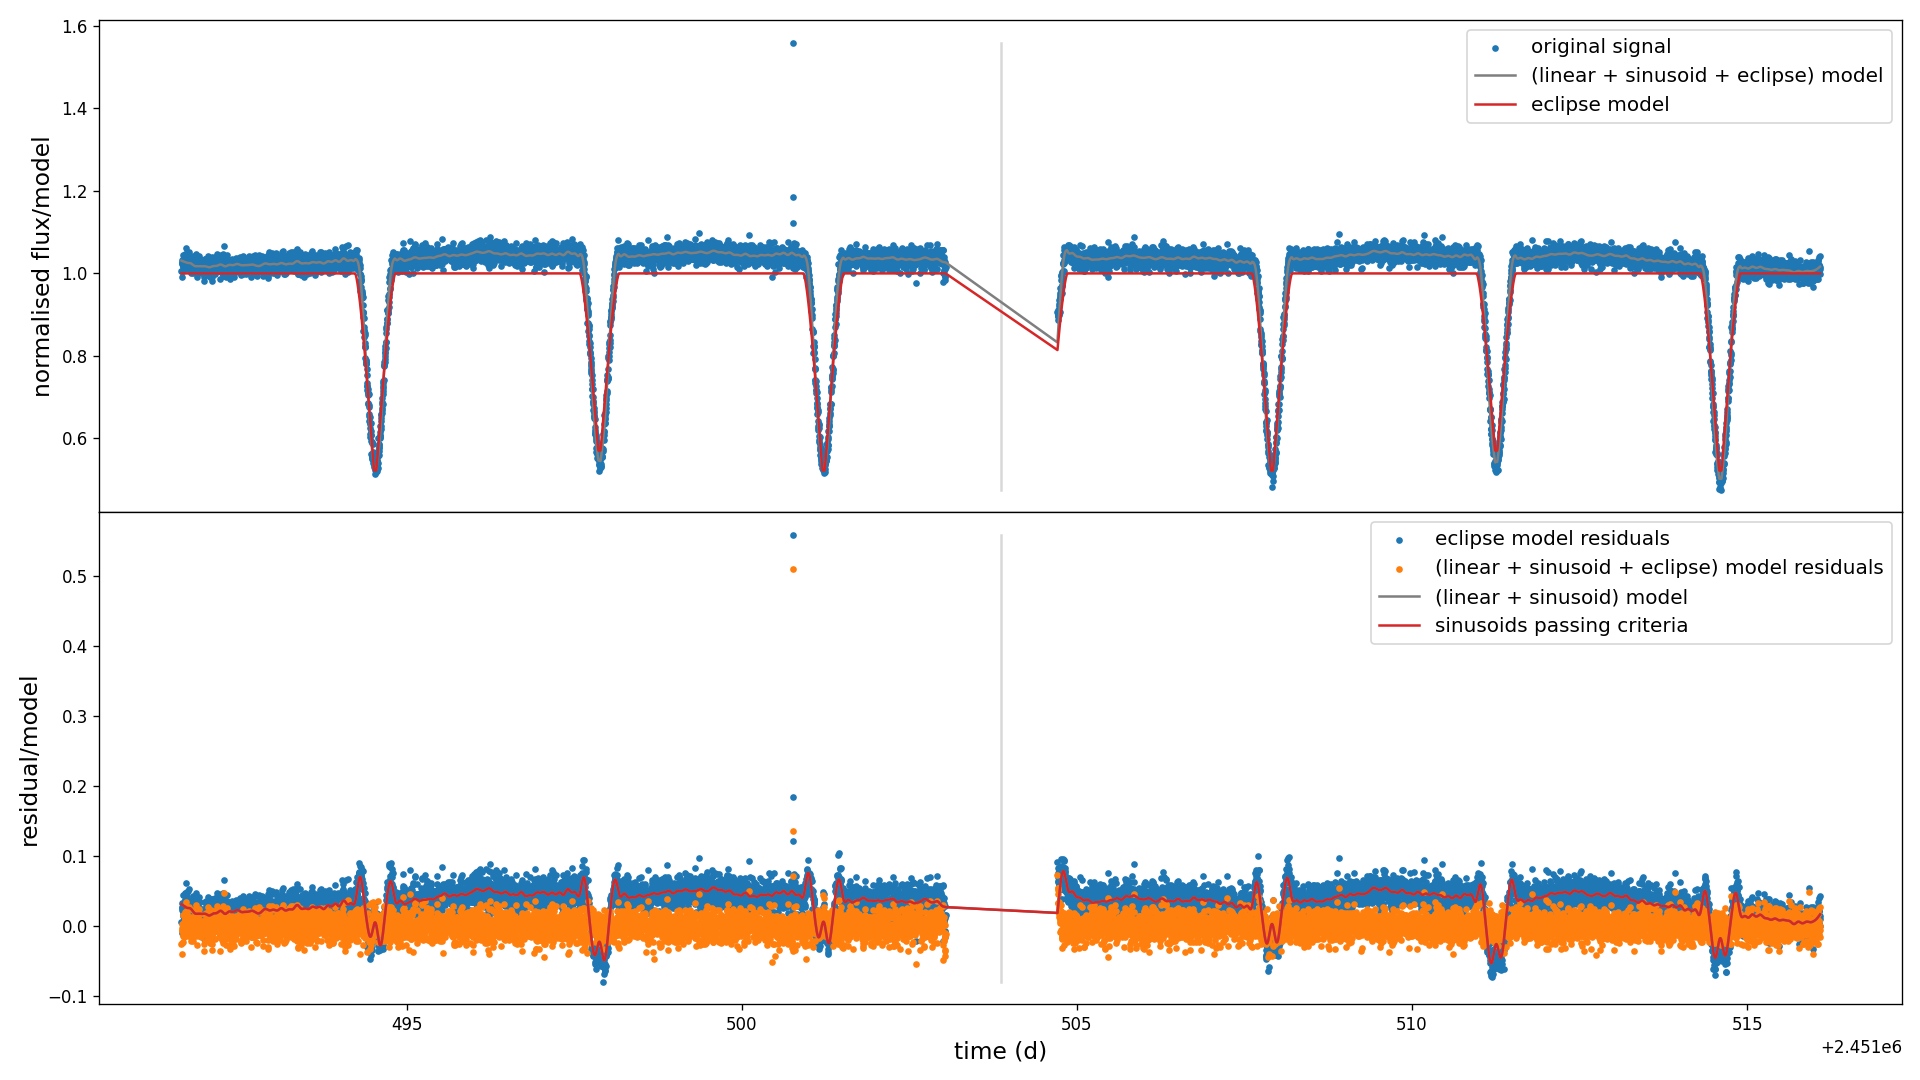 1.6
1.4
1.2
1.0
0.8
0.6
normalised flux/model
original signal
(linear + sinusoid + eclipse) model
eclipse model
0.5
0.4
0.3
0.2
0.1
0.0
−0.1
residual/model
eclipse model residuals
(linear + sinusoid + eclipse) model residuals
(linear + sinusoid) model
sinusoids passing criteria
495
500
505
510
515
+2.451e6
time (d)